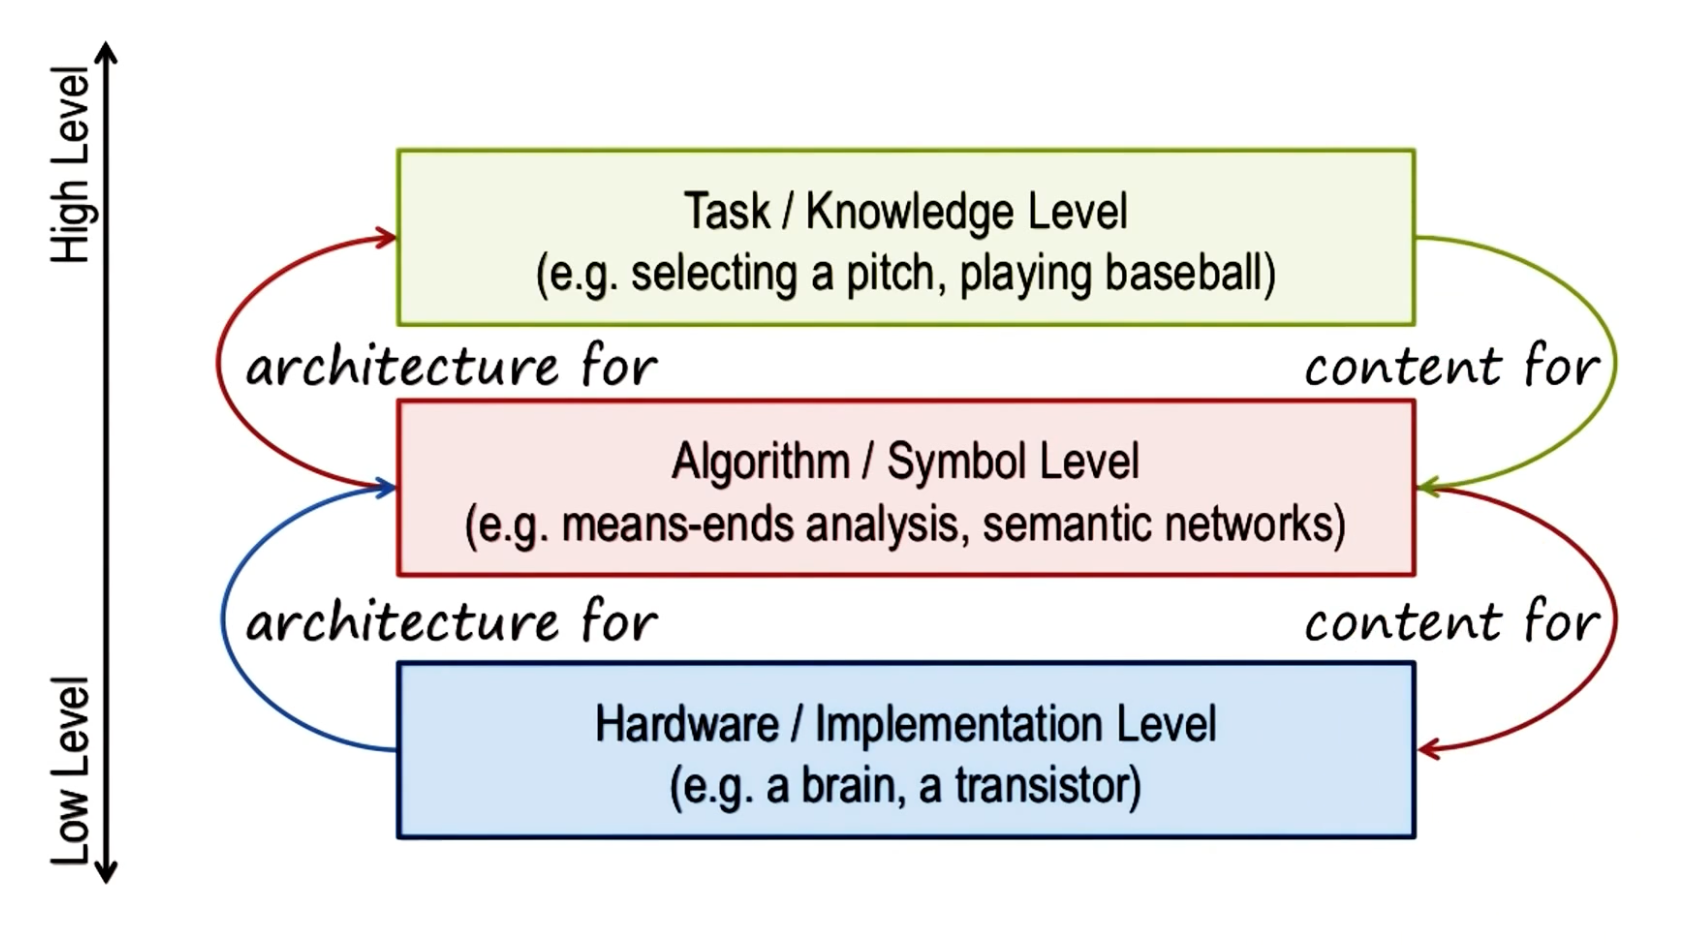 High Level
Task / Knowledge Level
(e.g. selecting a pitch, playing baseball)
architecture for
content for
Algorithm / Symbol Level
(e.g. means-ends analysis, semantic networks)
architecture for
content for
Low Level
Hardware / Implementation Level
(e.g. a brain, a transistor)